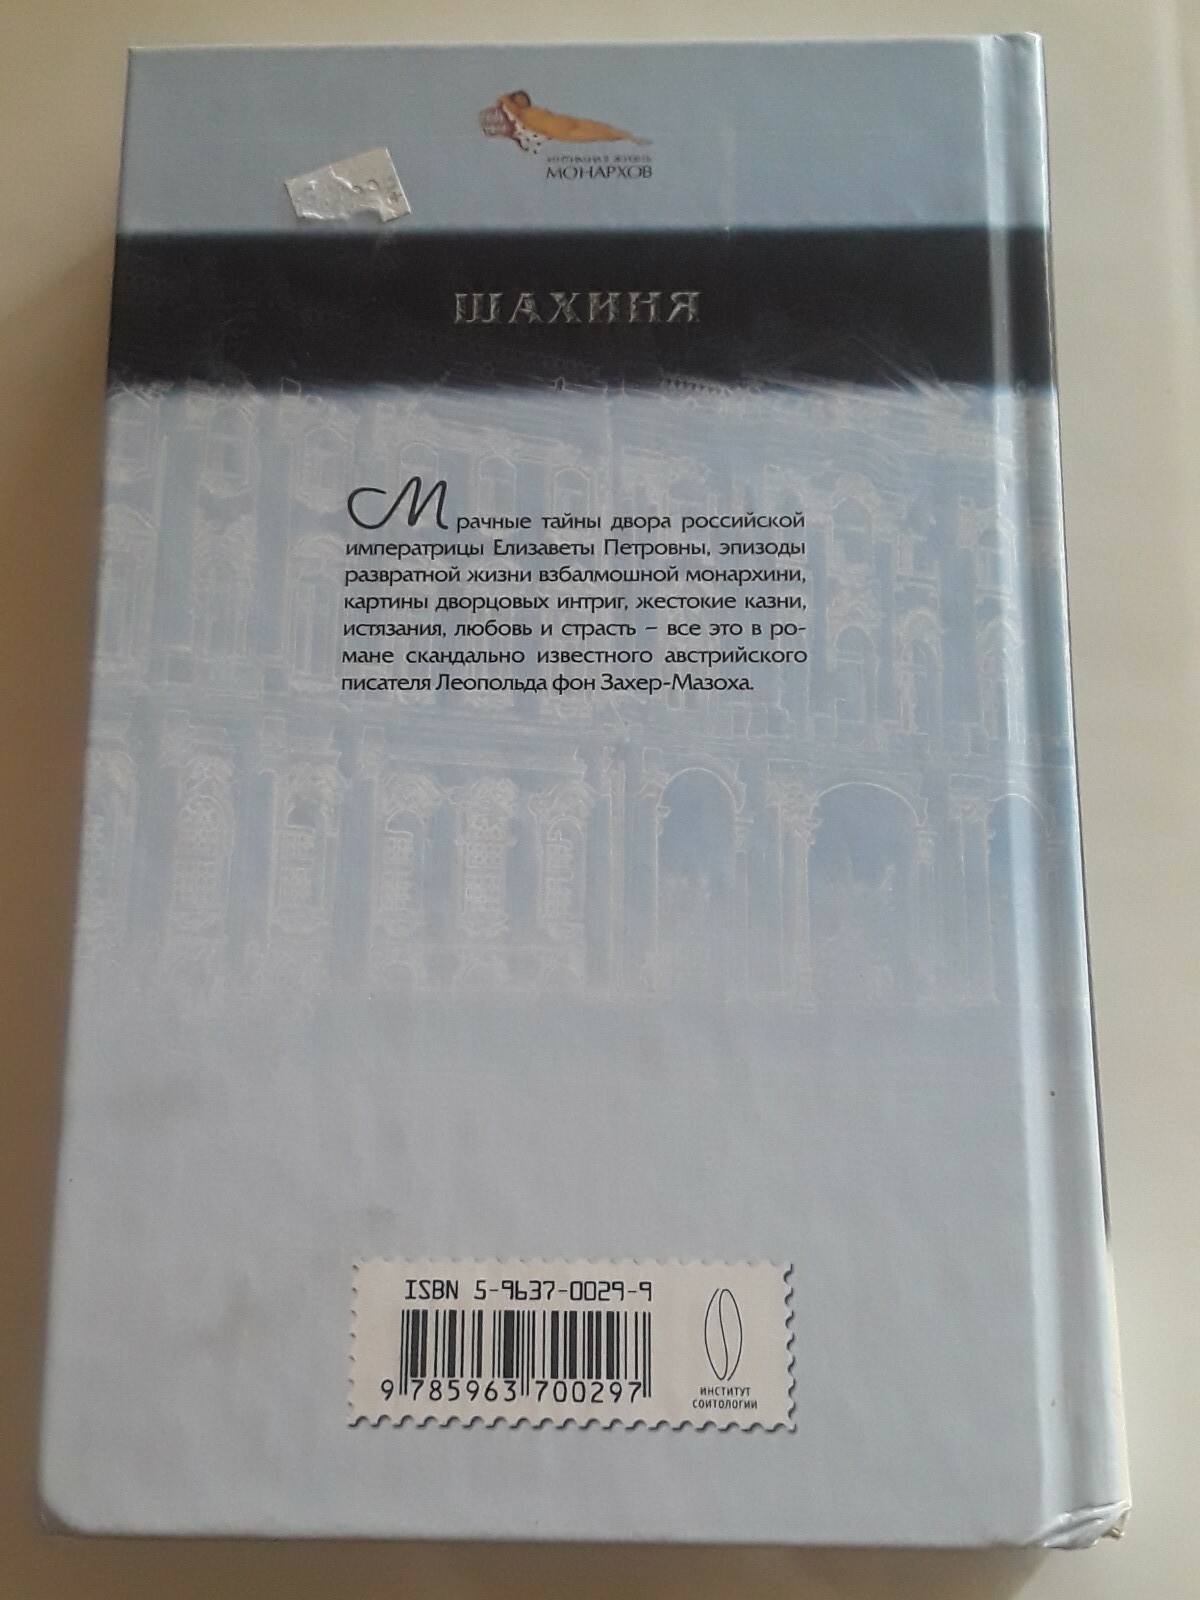 ИНТИМНАЯ ЖИЗНЬ
МОНАРХОВ
ШАХИНЯ
Мрачные тайны двора российской
императрицы Елизаветы Петровны, эпизоды
развратной жизни взбалмошной монархини,
картины дворцовых интриг, жестокие казни,
истязания, любовь и страсть – все это в ро-
мане скандально известного австрийского
писателя Леопольда фон Захер-Мазоха.
ISBN 5-9637-0029-9
9 785963 700297
ИНСТИТУТ
СОИТОЛОГИИ